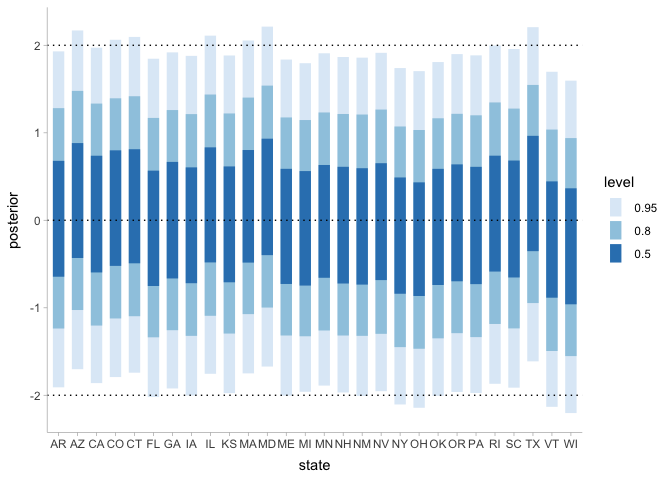 2
1
0
-1
-2
posterior
AR AZ CA CO CT FL GA IA IL KS MA MD ME MI MN NH NM NV NY OH OK OR PA RI SC TX VT WI
state
level
0.95
0.8
0.5